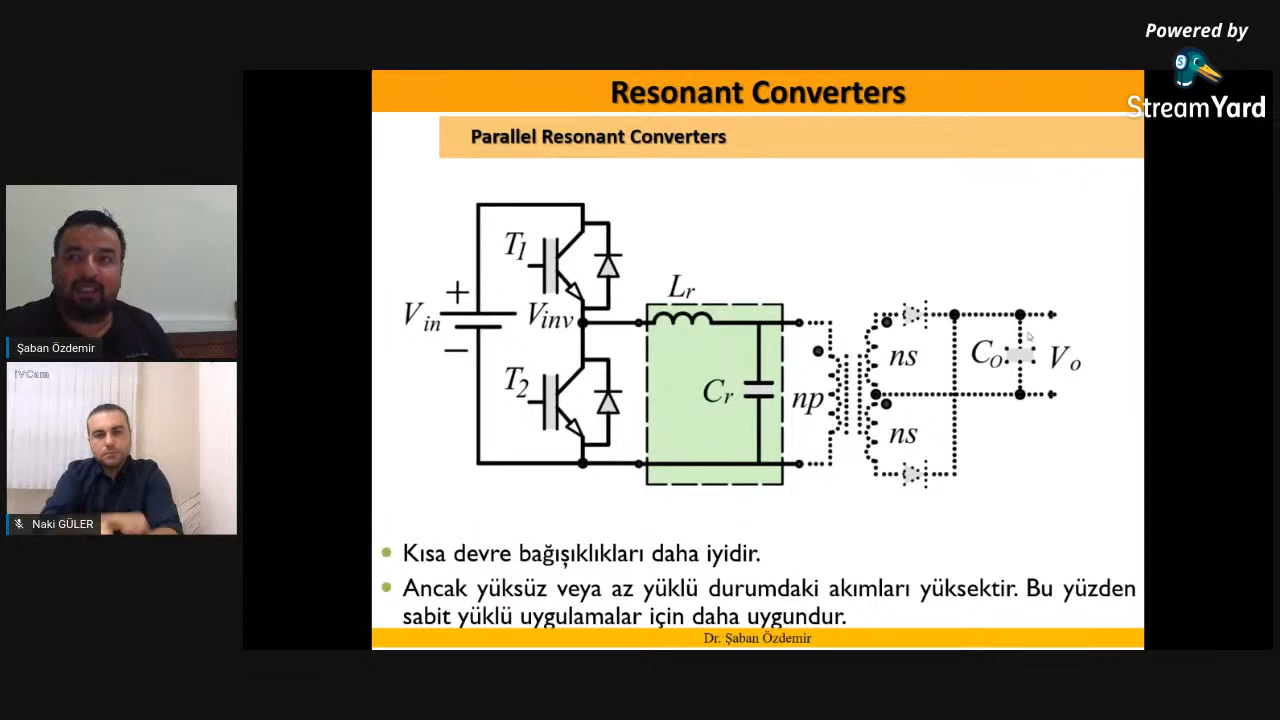 Powered by
StreamYard
Resonant Converters
Parallel Resonant Converters
T1
Lr
+
Vin
Vinv
−
T2
Cr
np
ns
ns
CO
Vo
Şaban Özdemir
IVCam
Naki GÜLER
Kısa devre bağışıklıkları daha iyidir.
Ancak yüksüz veya az yüklü durumdaki akımları yüksektir. Bu yüzden
sabit yüklü uygulamalar için daha uygundur.
Dr. Şaban Özdemir